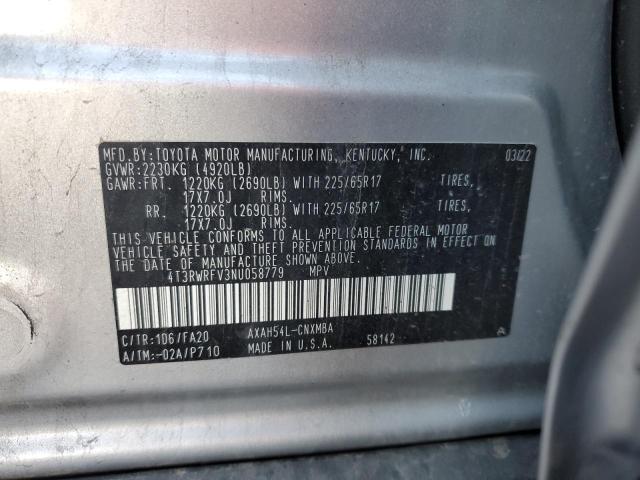 MFD.BY:TOYOTA MOTOR MANUFACTURING, KENTUCKY, INC. 03/22
GVWR:2230KG (4920LB)
GAWR:FRT. 1220KG (2690LB) WITH 225/65R17 TIRES,
17X7.0J RIMS.
RR. 1220KG (2690LB) WITH 225/65R17 TIRES,
17X7.0J RIMS.
THIS VEHICLE CONFORMS TO ALL APPLICABLE FEDERAL MOTOR
VEHICLE SAFETY AND THEFT PREVENTION STANDARDS IN EFFECT ON
THE DATE OF MANUFACTURE SHOWN ABOVE.
4T3RWRFV3NU058779 MPV
C/TR:1D6/FA20 AXAH54L-CNXMBA
A/TM:-02A/P710 MADE IN U.S.A. 58142 A